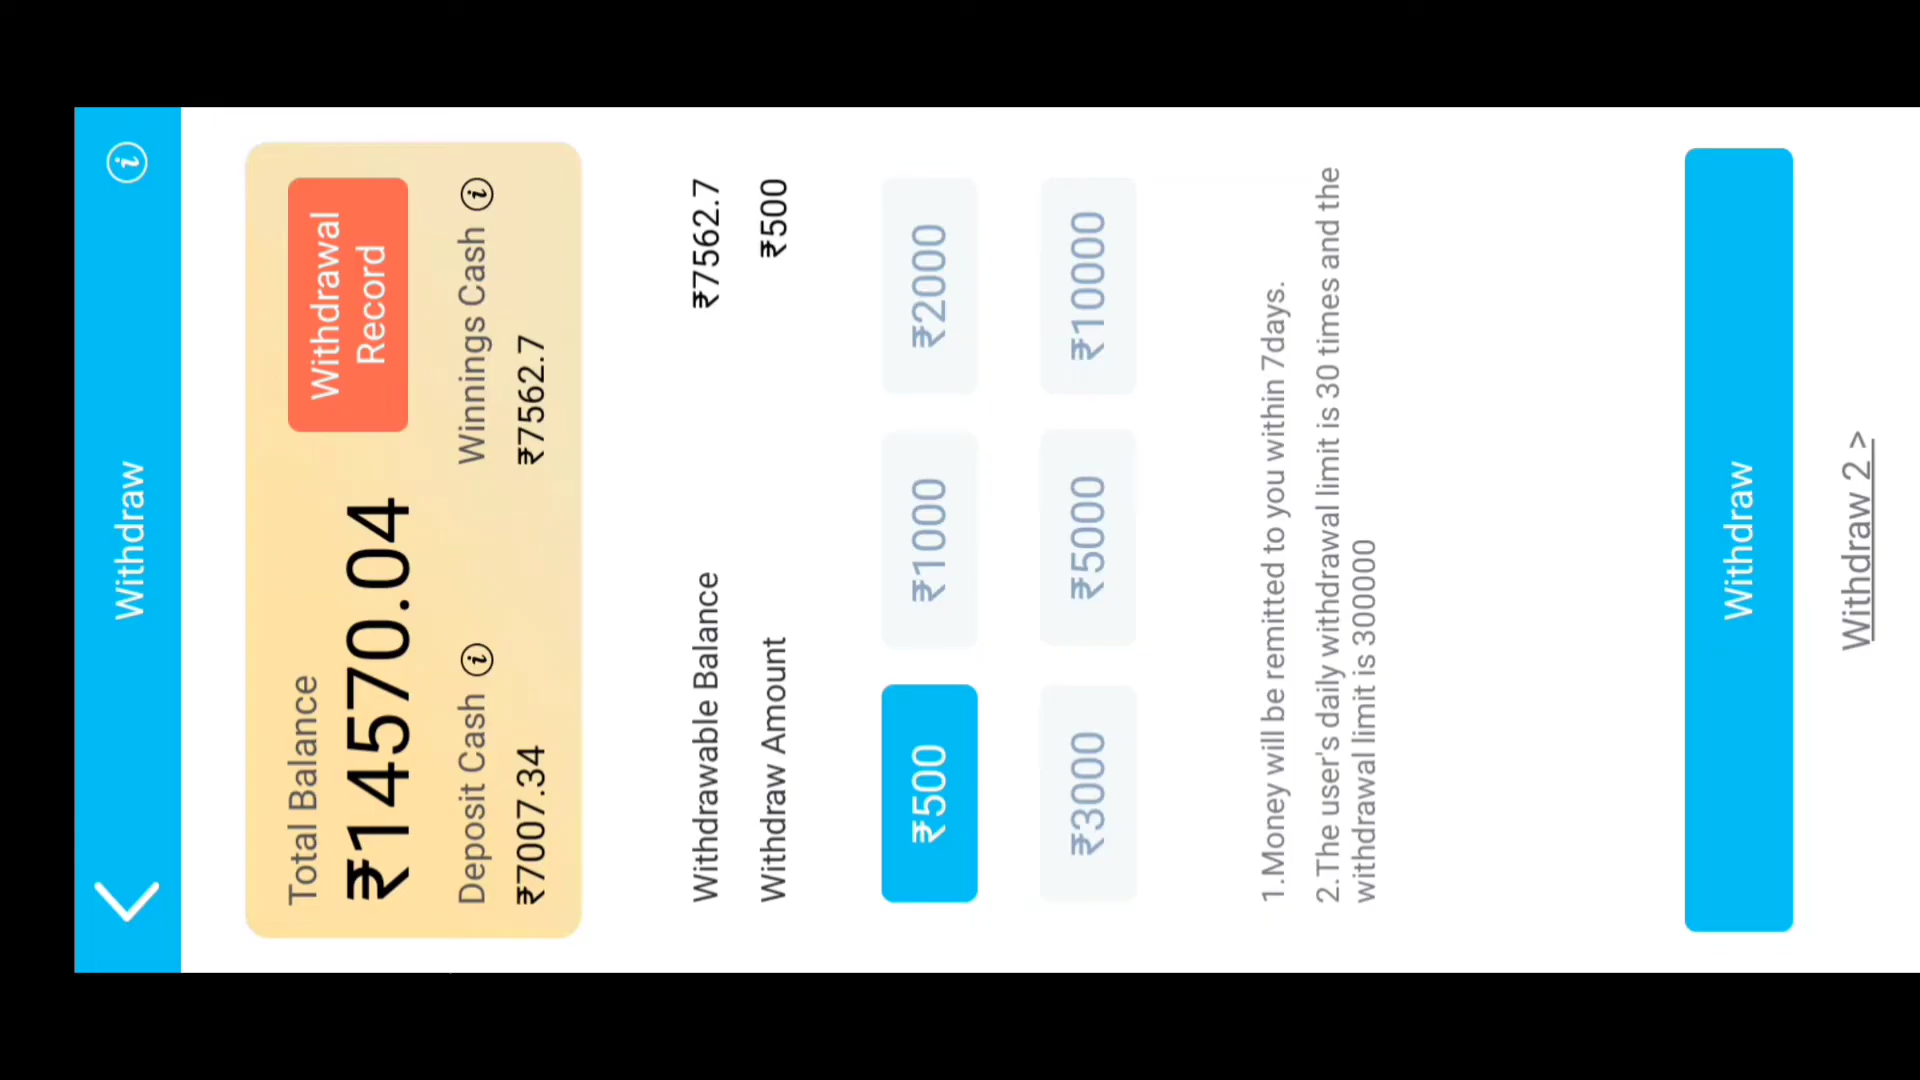 Withdraw
Total Balance
₹14570.04
Withdrawal
Record
Deposit Cash
Winnings Cash
₹7007.34
₹7562.7
Withdrawable Balance
₹7562.7
Withdraw Amount
₹500
₹500
₹1000
₹2000
₹3000
₹5000
₹10000
1.Money will be remitted to you within 7days.
2.The user's daily withdrawal limit is 30 times and the
withdrawal limit is 300000
Withdraw
Withdraw 2 >